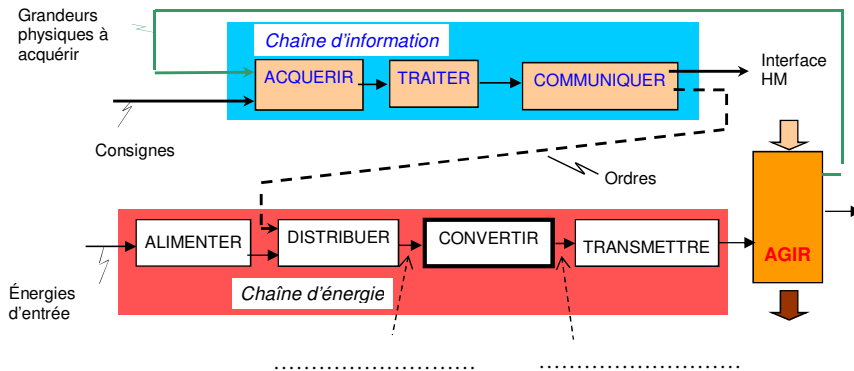 Grandeurs
physiques à
acquérir
Chaîne d'information
ACQUERIR
TRAITER
COMMUNIQUER
Interface
HM
Consignes
Ordres
ALIMENTER
DISTRIBUER
CONVERTIR
TRANSMETTRE
AGIR
Chaîne d'énergie
Énergies
d'entrée
........................
........................